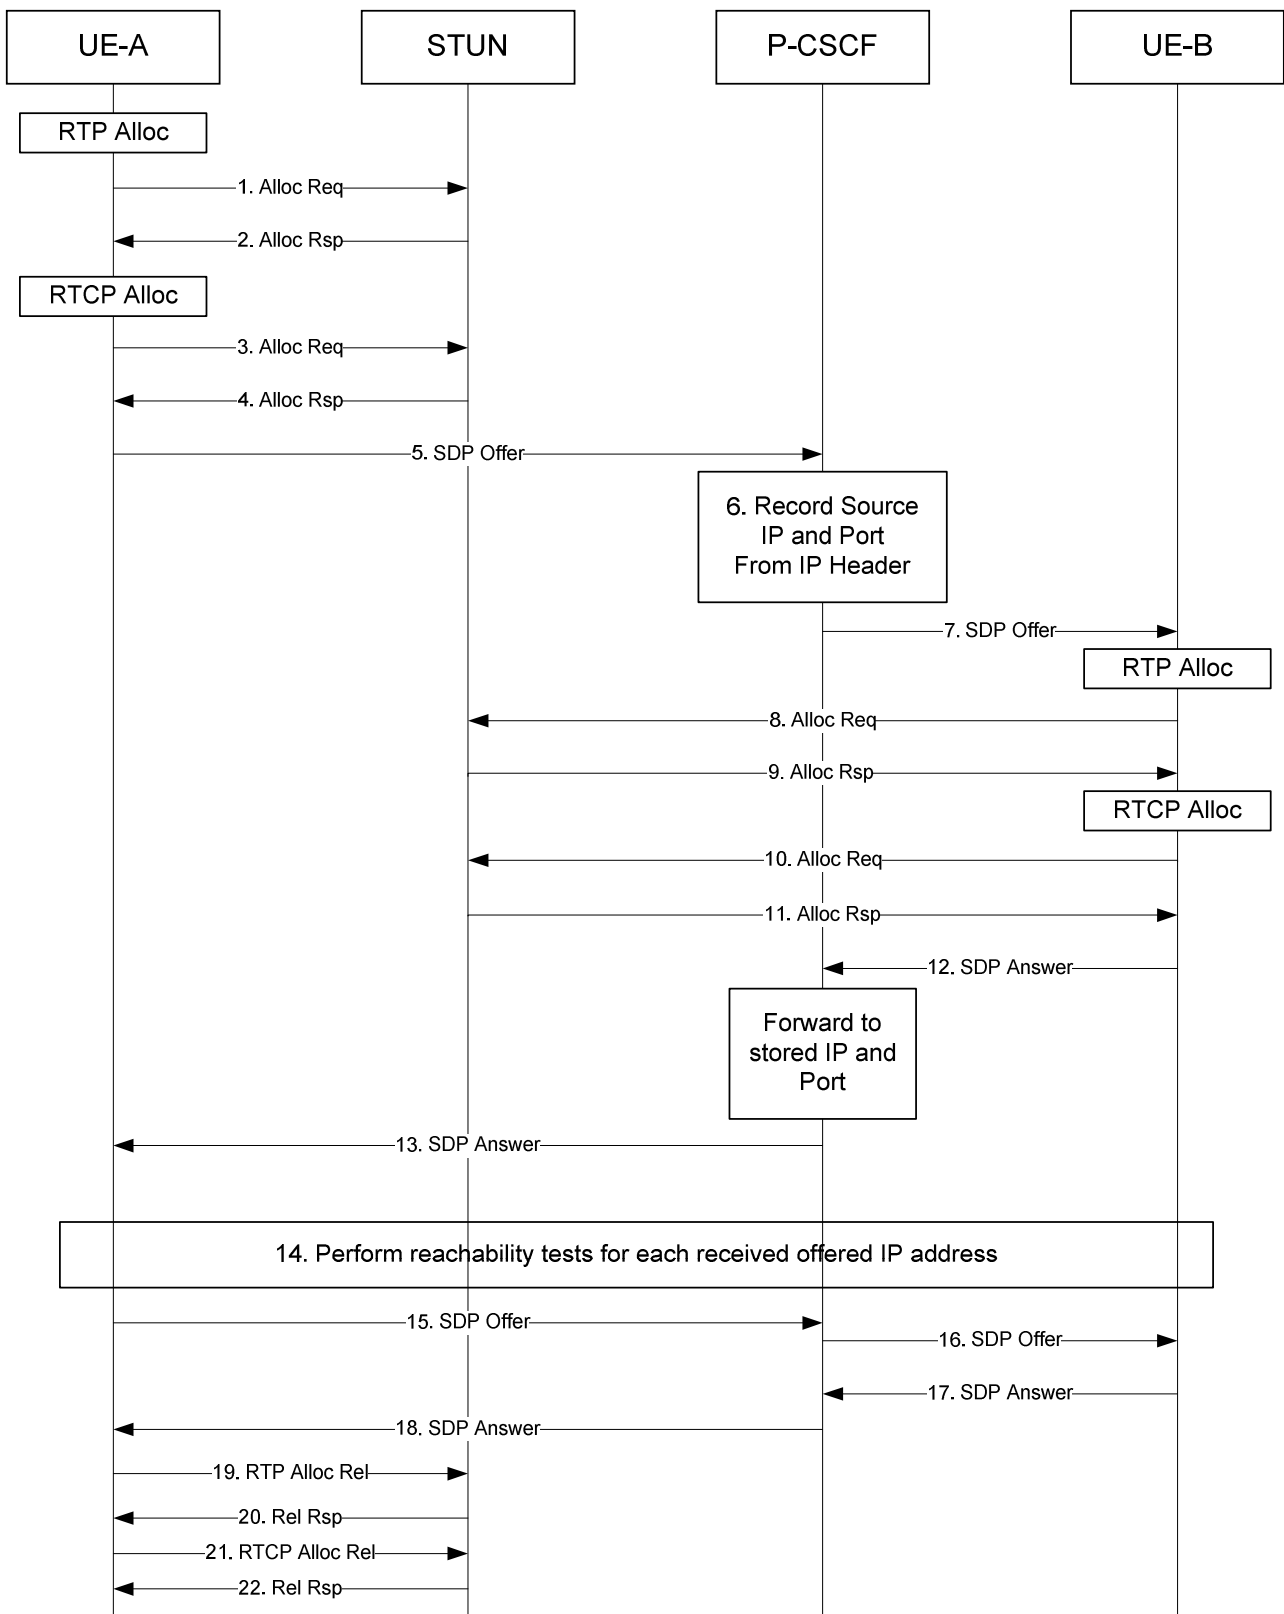 UE-A
STUN
P-CSCF
UE-B
RTP Alloc
1. Alloc Req
2. Alloc Rsp
RTCP Alloc
3. Alloc Req
4. Alloc Rsp
5. SDP Offer
6. Record Source
IP and Port
From IP Header
7. SDP Offer
RTP Alloc
8. Alloc Req
9. Alloc Rsp
RTCP Alloc
10. Alloc Req
11. Alloc Rsp
12. SDP Answer
Forward to
stored IP and
Port
13. SDP Answer
14. Perform reachability tests for each received offered IP address
15. SDP Offer
16. SDP Offer
17. SDP Answer
18. SDP Answer
19. RTP Alloc Rel
20. Rel Rsp
21. RTCP Alloc Rel
22. Rel Rsp